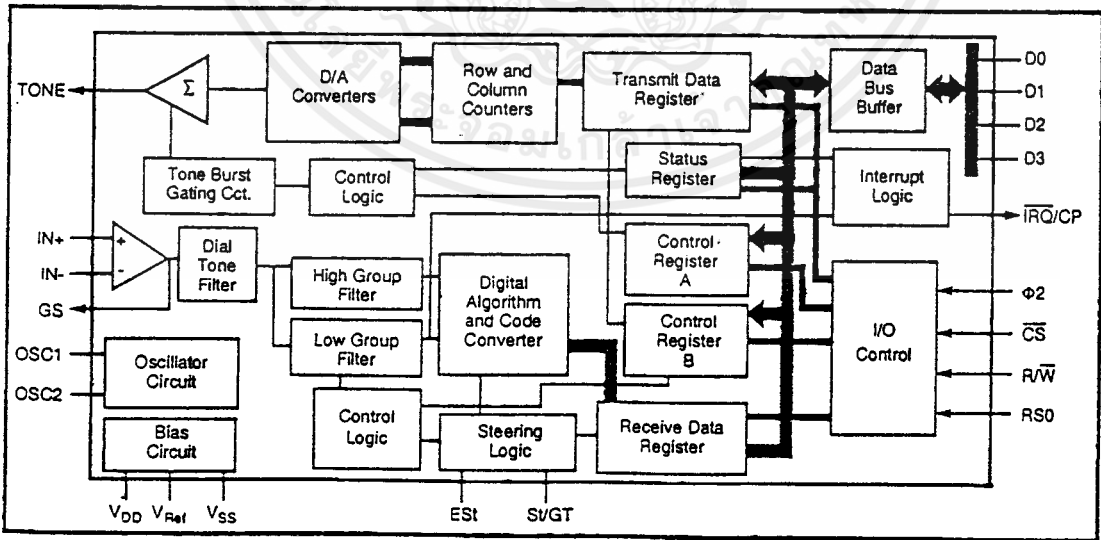 TONE
Σ
D/A
Converters
Row and
Column
Counters
Transmit Data
Register
Data
Bus
Buffer
D0
D1
D2
D3
Tone Burst
Gating Cct.
Control
Logic
Status
Register
Interrupt
Logic
IRQ/CP
IN+
IN-
GS
+
-
Dial
Tone
Filter
High Group
Filter
Low Group
Filter
Digital
Algorithm
and Code
Converter
Control
Register
A
Control
Register
B
I/O
Control
Φ2
CS
R/W
RS0
OSC1
OSC2
Oscillator
Circuit
Bias
Circuit
Control
Logic
Steering
Logic
Receive Data
Register
VDD
VRef
VSS
ESt
St/GT